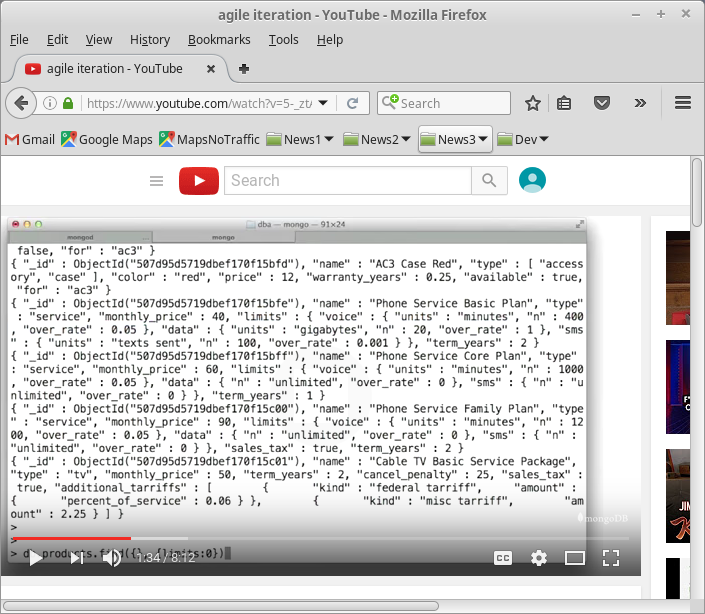 agile iteration - YouTube - Mozilla Firefox
File Edit View History Bookmarks Tools Help
agile iteration - YouTube
https://www.youtube.com/watch?v=5-_zt Search
Gmail Google Maps MapsNoTraffic News1 News2 News3 Dev
Search
dba — mongo — 91×24
mongod mongo
false, "for" : "ac3" }
{ "_id" : ObjectId("507d95d5719dbef170f15bfd"), "name" : "AC3 Case Red", "type" : [ "access
ory", "case" ], "color" : "red", "price" : 12, "warranty_years" : 0.25, "available" : true,
"for" : "ac3" }
{ "_id" : ObjectId("507d95d5719dbef170f15bfe"), "name" : "Phone Service Basic Plan", "type"
: "service", "monthly_price" : 40, "limits" : { "voice" : { "units" : "minutes", "n" : 400
, "over_rate" : 0.05 }, "data" : { "units" : "gigabytes", "n" : 20, "over_rate" : 1 }, "sms"
: { "units" : "texts sent", "n" : 100, "over_rate" : 0.001 } }, "term_years" : 2 }
{ "_id" : ObjectId("507d95d5719dbef170f15bff"), "name" : "Phone Service Core Plan", "type"
: "service", "monthly_price" : 60, "limits" : { "voice" : { "units" : "minutes", "n" : 1000
, "over_rate" : 0.05 }, "data" : { "n" : "unlimited", "over_rate" : 0 }, "sms" : { "n" : "u
nlimited", "over_rate" : 0 } }, "term_years" : 1 }
{ "_id" : ObjectId("507d95d5719dbef170f15c00"), "name" : "Phone Service Family Plan", "type
" : "service", "monthly_price" : 90, "limits" : { "voice" : { "units" : "minutes", "n" : 12
00, "over_rate" : 0.05 }, "data" : { "n" : "unlimited", "over_rate" : 0 }, "sms" : { "n" :
"unlimited", "over_rate" : 0 } }, "sales_tax" : true, "term_years" : 2 }
{ "_id" : ObjectId("507d95d5719dbef170f15c01"), "name" : "Cable TV Basic Service Package",
"type" : "tv", "monthly_price" : 50, "term_years" : 2, "cancel_penalty" : 25, "sales_tax" :
true, "additional_tarriffs" : [ { "kind" : "federal tarriff", "amount" :
{ "percent_of_service" : 0.06 } }, { "kind" : "misc tarriff", "am
ount" : 2.25 } ] }
>
>
> db.products.find({},{limits:0})
mongoDB
1:34 / 8:12 CC
JIM